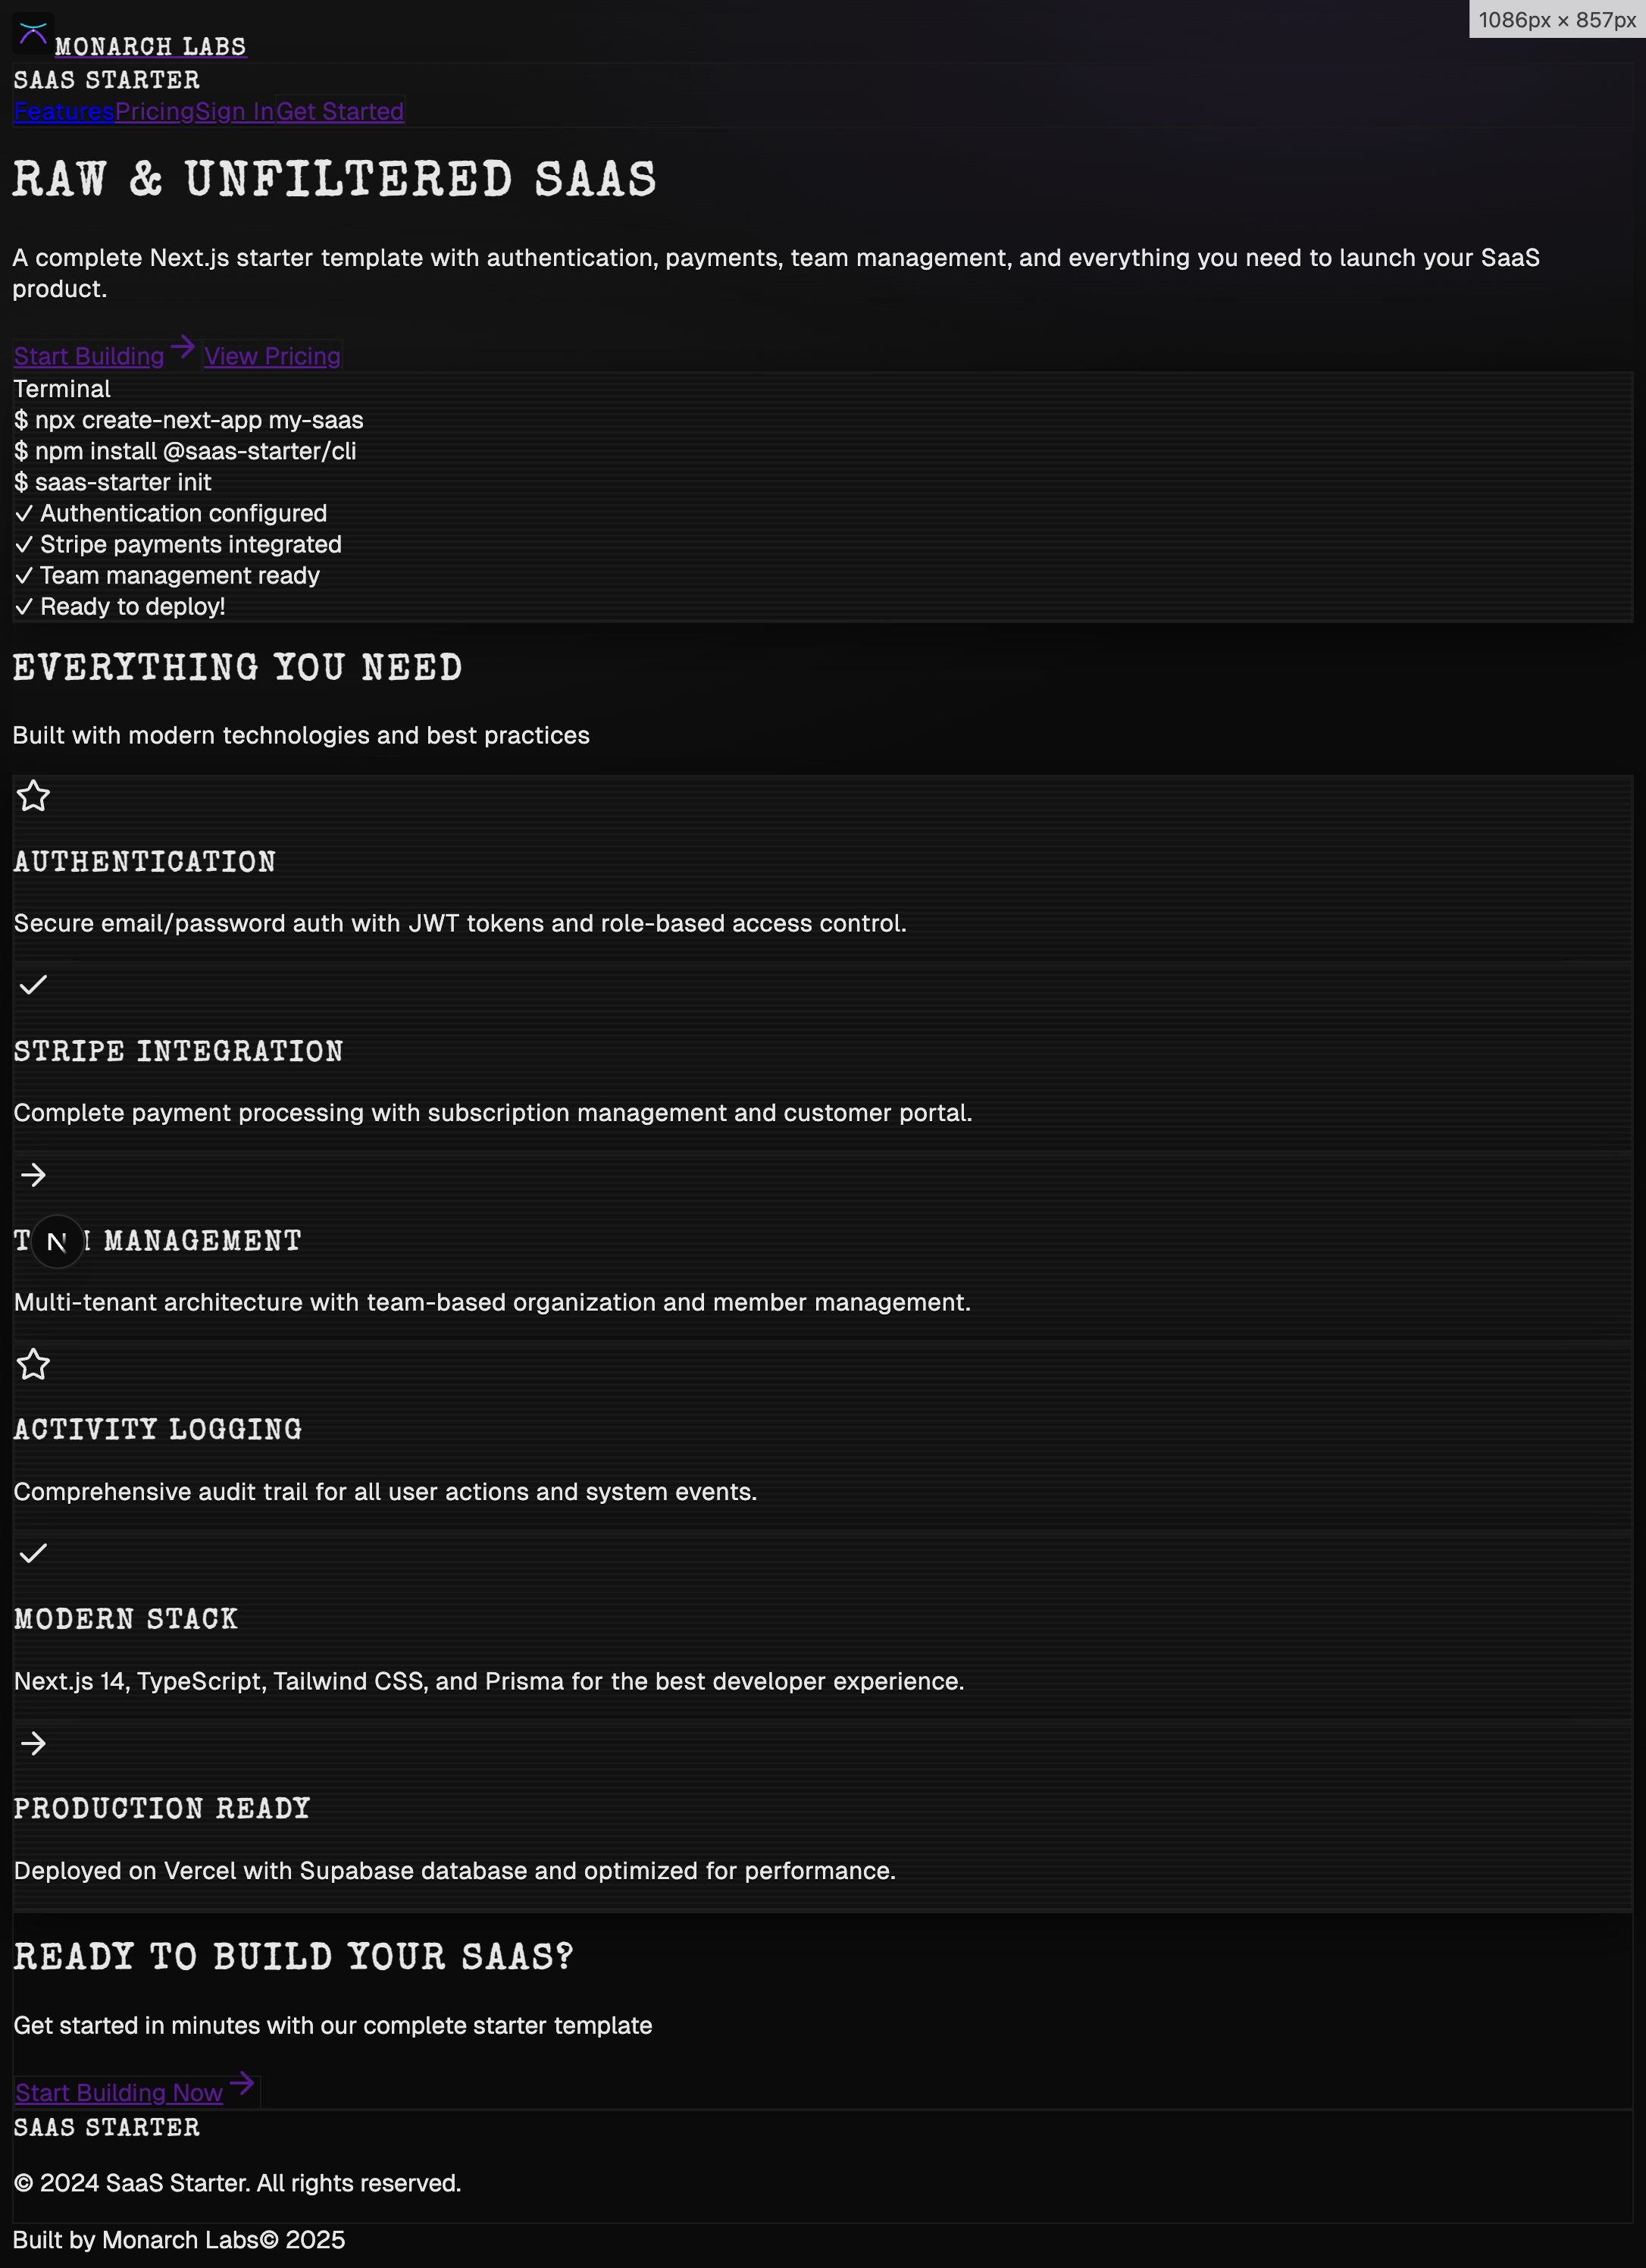 1086px × 857px
MONARCH LABS
SAAS STARTER
FeaturesPricingSign InGet Started
RAW & UNFILTERED SAAS
A complete Next.js starter template with authentication, payments, team management, and everything you need to launch your SaaS
product.
Start Building → View Pricing
Terminal
$ npx create-next-app my-saas
$ npm install @saas-starter/cli
$ saas-starter init
✓ Authentication configured
✓ Stripe payments integrated
✓ Team management ready
✓ Ready to deploy!
EVERYTHING YOU NEED
Built with modern technologies and best practices
AUTHENTICATION
Secure email/password auth with JWT tokens and role-based access control.
STRIPE INTEGRATION
Complete payment processing with subscription management and customer portal.
MANAGEMENT
Multi-tenant architecture with team-based organization and member management.
ACTIVITY LOGGING
Comprehensive audit trail for all user actions and system events.
MODERN STACK
Next.js 14, TypeScript, Tailwind CSS, and Prisma for the best developer experience.
PRODUCTION READY
Deployed on Vercel with Supabase database and optimized for performance.
READY TO BUILD YOUR SAAS?
Get started in minutes with our complete starter template
Start Building Now →
SAAS STARTER
© 2024 SaaS Starter. All rights reserved.
Built by Monarch Labs© 2025